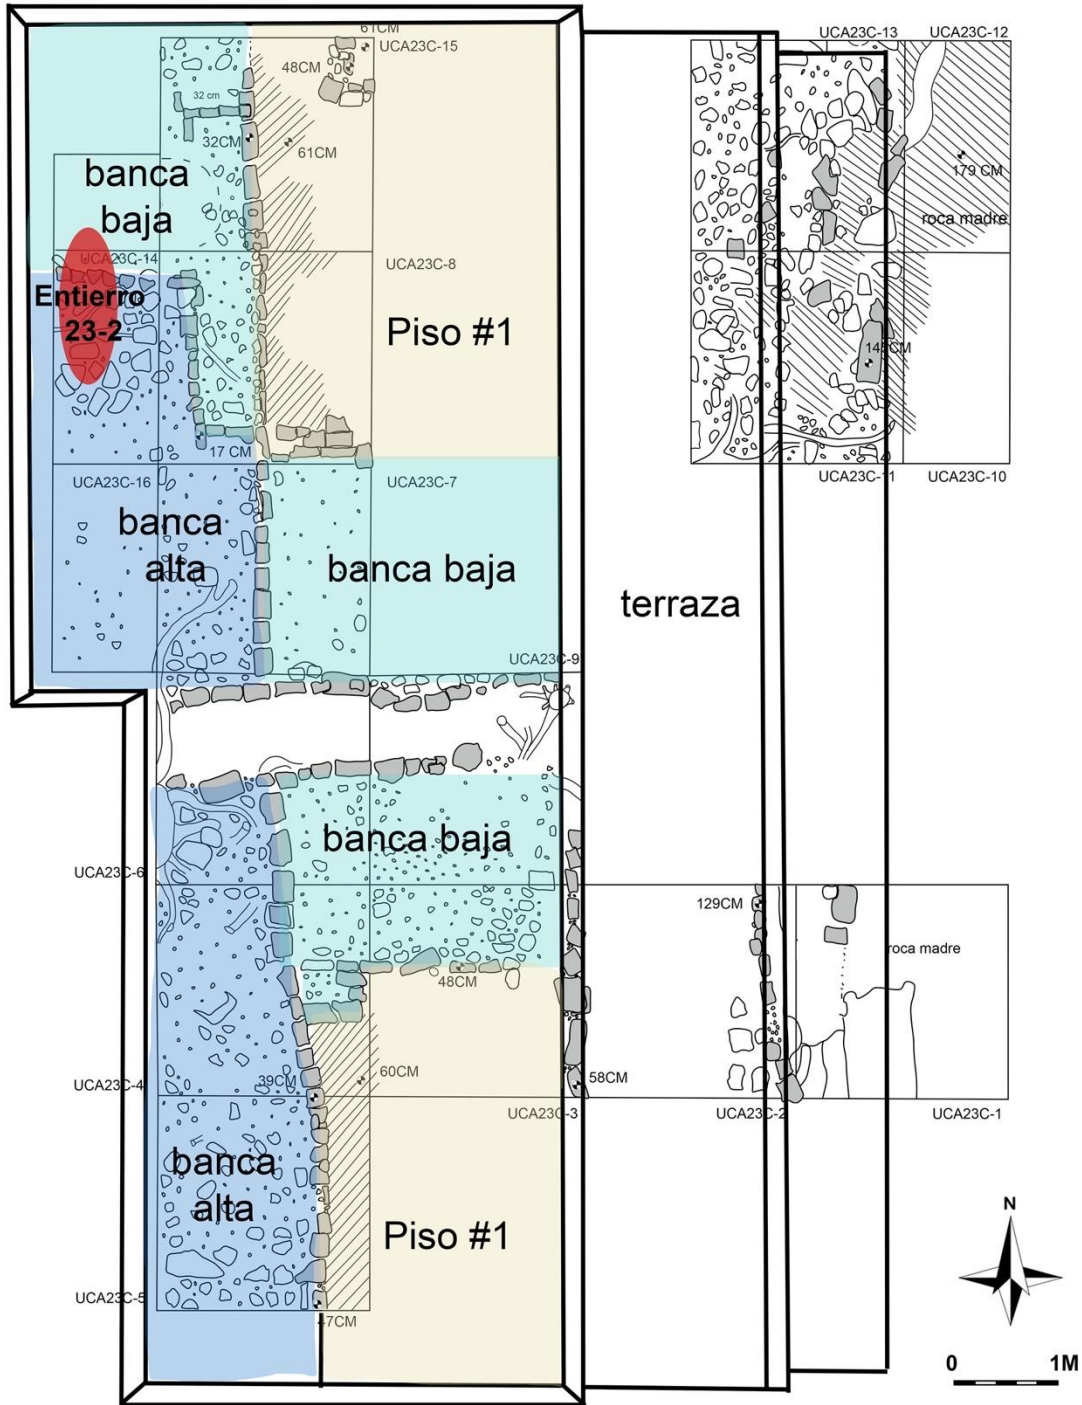 61CM
UCA23C-15
48CM
UCA23C-13
UCA23C-12
32 cm
32CM
61CM
179 CM
banca
baja
roca madre
UCA23C-14
UCA23C-8
Entierro
23-2
Piso #1
145CM
17 CM
UCA23C-16
UCA23C-7
UCA23C-11
UCA23C-10
banca
alta
banca baja
terraza
UCA23C-9
banca baja
UCA23C-6
129CM
roca madre
48CM
39CM
60CM
58CM
UCA23C-4
UCA23C-3
UCA23C-2
UCA23C-1
banca
alta
Piso #1
N
UCA23C-5
47CM
0 1M